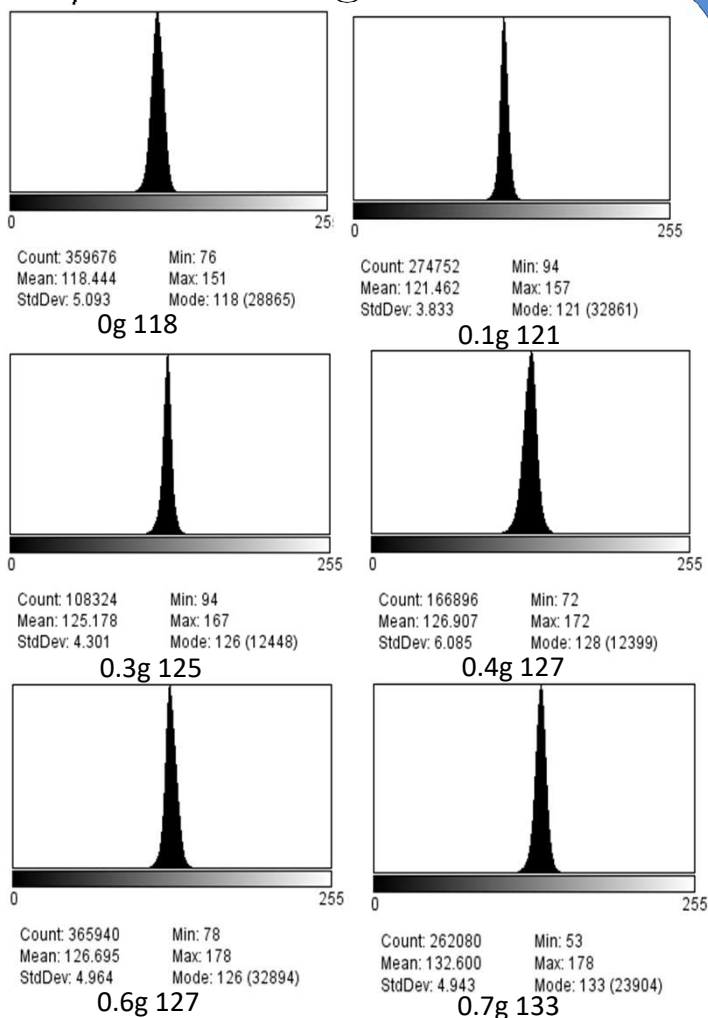 0 255
Count: 359676 Min: 76
Mean: 118.444 Max: 151
StdDev: 5.093 Mode: 118 (28865)
0g 118
0 255
Count: 274752 Min: 94
Mean: 121.462 Max: 157
StdDev: 3.833 Mode: 121 (32861)
0.1g 121
0 255
Count: 108324 Min: 94
Mean: 125.178 Max: 167
StdDev: 4.301 Mode: 126 (12448)
0.3g 125
0 255
Count: 166896 Min: 72
Mean: 126.907 Max: 172
StdDev: 6.085 Mode: 128 (12399)
0.4g 127
0 255
Count: 365940 Min: 78
Mean: 126.695 Max: 178
StdDev: 4.964 Mode: 126 (32894)
0.6g 127
0 255
Count: 262080 Min: 53
Mean: 132.600 Max: 178
StdDev: 4.943 Mode: 133 (23904)
0.7g 133